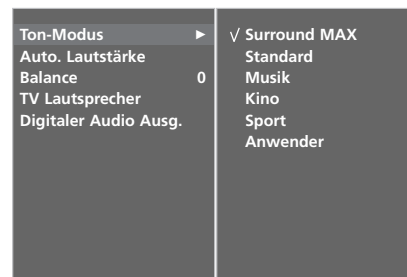 Ton-Modus ►
Auto. Lautstärke
Balance 0
TV Lautsprecher
Digitaler Audio Ausg.
√ Surround MAX
Standard
Musik
Kino
Sport
Anwender